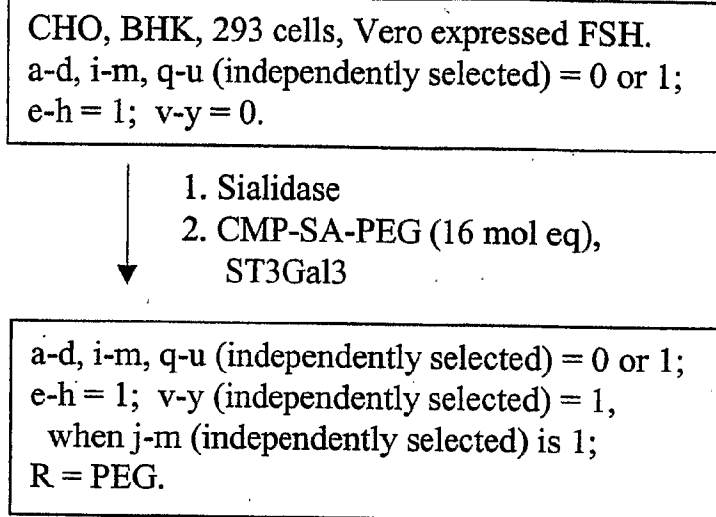 CHO, BHK, 293 cells, Vero expressed FSH.
a-d, i-m, q-u (independently selected) = 0 or 1;
e-h = 1; v-y = 0.
1. Sialidase
2. CMP-SA-PEG (16 mol eq),
ST3Gal3
a-d, i-m, q-u (independently selected) = 0 or 1;
e-h = 1; v-y (independently selected) = 1,
when j-m (independently selected) is 1;
R = PEG.